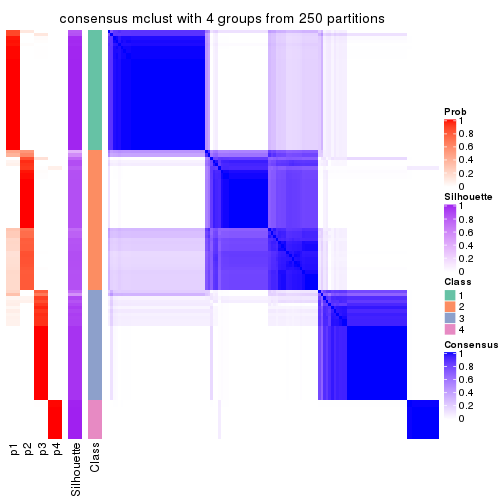 consensus mclust with 4 groups from 250 partitions
Prob
1
0.8
0.6
0.4
0.2
0
Silhouette
1
0.8
0.6
0.4
0.2
0
Class
1
2
3
4
Consensus
1
0.8
0.6
0.4
0.2
0
p1
p2
p3
p4
Silhouette
Class